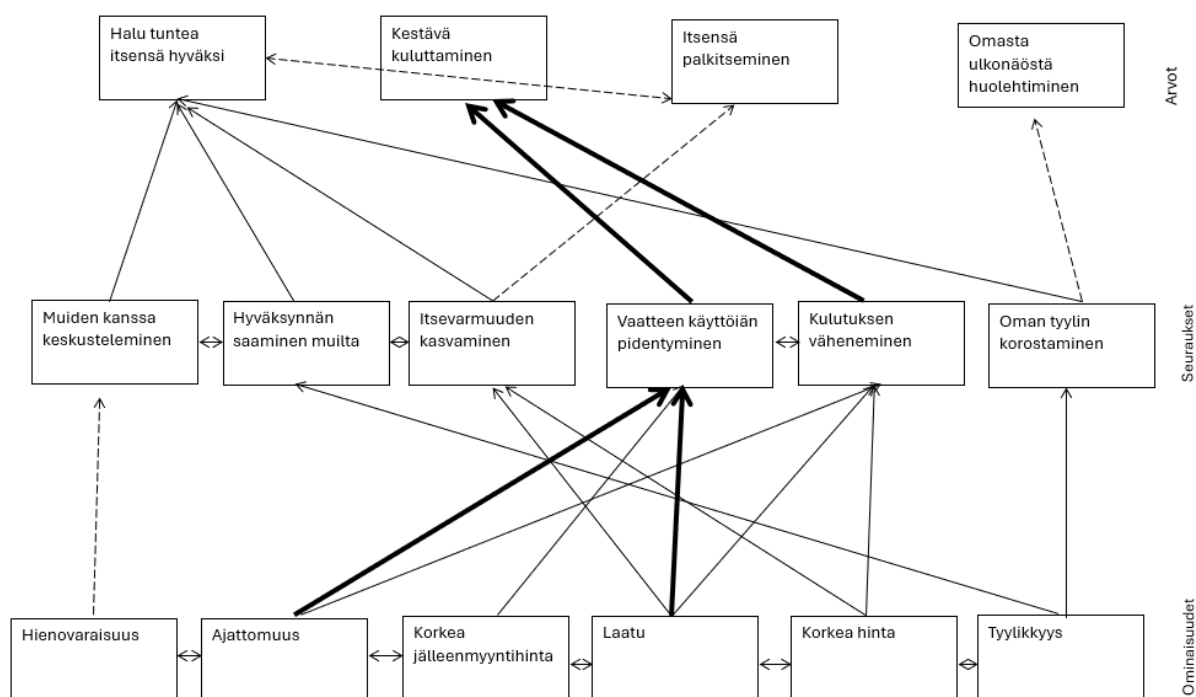 Halu tuntea
itsensä hyväksi
Kestävä
kuluttaminen
Itsensä
palkitseminen
Omasta
ulkonäöstä
huolehtiminen
Arvot
Muiden kanssa
keskusteleminen
Hyväksynnän
saaminen muilta
Itsevarmuuden
kasvaminen
Vaatteen käyttöiän
pidentyminen
Kulutuksen
väheneminen
Oman tyylin
korostaminen
Seuraukset
Hienovaraisuus
Ajattomuus
Korkea
jälleenmyyntihinta
Laatu
Korkea hinta
Tyylikkyys
Ominaisuudet